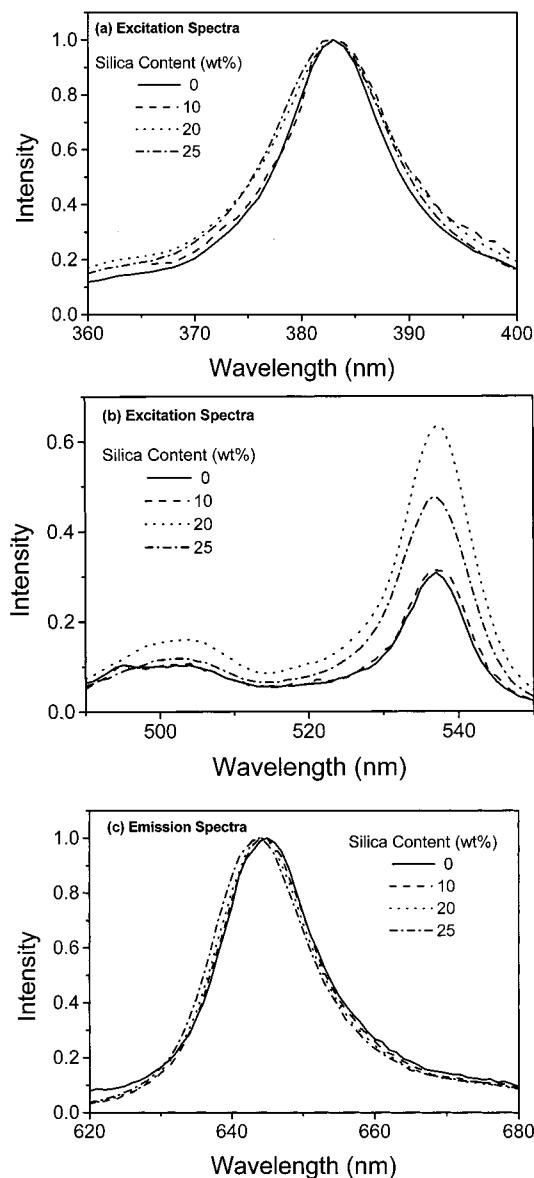 (a) Excitation Spectra
Silica Content (wt%)
0
10
20
25
Intensity
1.0
0.8
0.6
0.4
0.2
0.0
360 370 380 390 400
Wavelength (nm)
(b) Excitation Spectra
Silica Content (wt%)
0
10
20
25
Intensity
0.6
0.4
0.2
0.0
500 520 540
Wavelength (nm)
(c) Emission Spectra
Silica Content (wt%)
0
10
20
25
Intensity
1.0
0.8
0.6
0.4
0.2
0.0
620 640 660 680
Wavelength (nm)